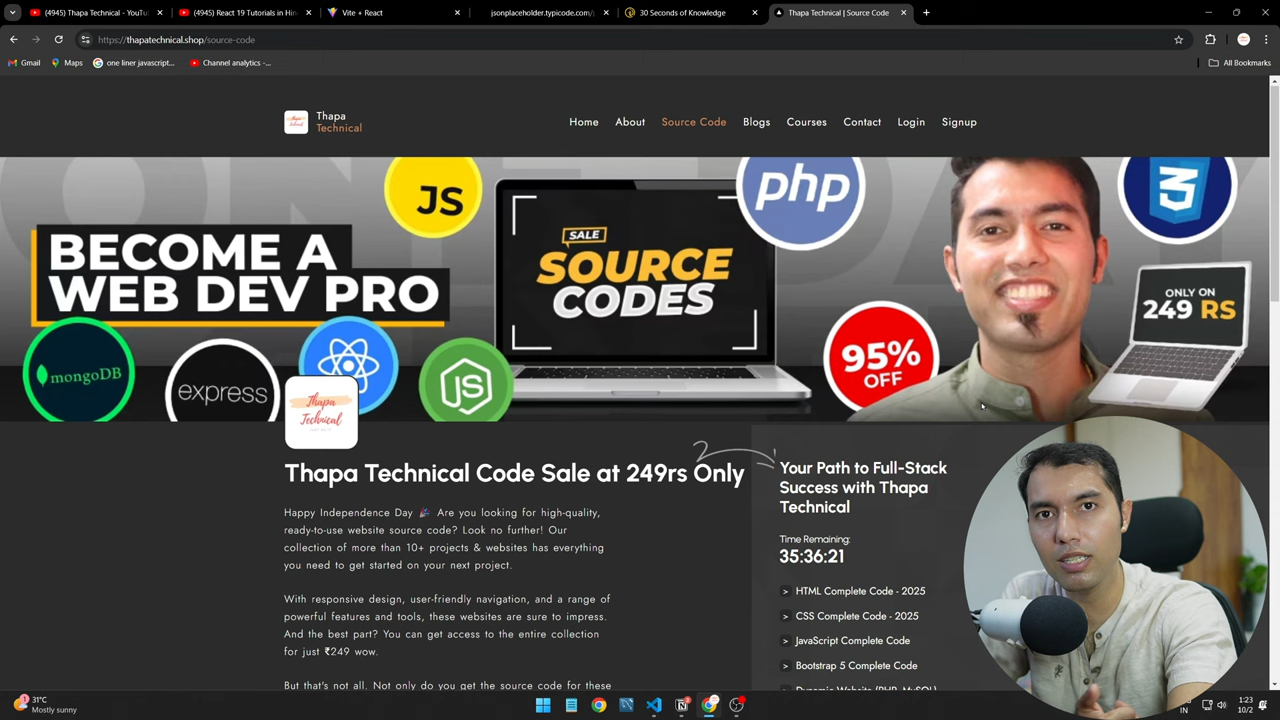 (4945) Thapa Technical - YouTu
(4945) React 19 Tutorials in Hin
Vite + React
jsonplaceholder.typicode.com/
30 Seconds of Knowledge
Thapa Technical | Source Code
https://thapatechnical.shop/source-code
Gmail
Maps
one liner javascript...
Channel analytics -...
All Bookmarks
Thapa
Technical
Home
About
Source Code
Blogs
Courses
Contact
Login
Signup
BECOME A
WEB DEV PRO
JS
SALE
SOURCE
CODES
php
3
ONLY ON
249 RS
95%
OFF
mongoDB
express
JS
Thapa
Technical
Thapa Technical Code Sale at 249rs Only
Happy Independence Day 🎉 Are you looking for high-quality,
ready-to-use website source code? Look no further! Our
collection of more than 10+ projects & websites has everything
you need to get started on your next project.
With responsive design, user-friendly navigation, and a range of
powerful features and tools, these websites are sure to impress.
And the best part? You can get access to the entire collection
for just ₹249 wow.
But that's not all. Not only do you get the source code for these
Your Path to Full-Stack
Success with Thapa
Technical
Time Remaining:
35:36:21
> HTML Complete Code - 2025
> CSS Complete Code - 2025
> JavaScript Complete Code
> Bootstrap 5 Complete Code
Dynamic Website (PHP, MySQL)
31°C
Mostly sunny
IN
1:23
10/2